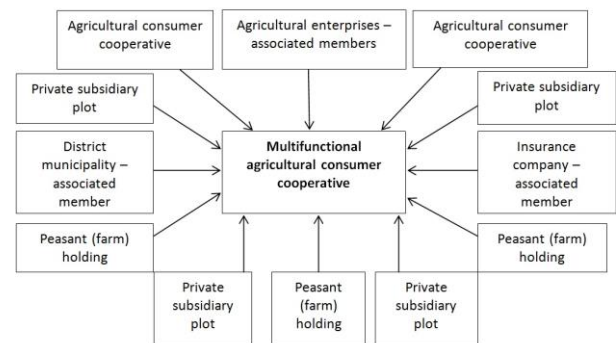 Agricultural consumer
cooperative
Agricultural enterprises –
associated members
Agricultural consumer
cooperative
Private subsidiary
plot
Private subsidiary
plot
District
municipality –
associated
member
Multifunctional
agricultural consumer
cooperative
Insurance
company –
associated
member
Peasant (farm)
holding
Peasant (farm)
holding
Private
subsidiary
plot
Peasant
(farm)
holding
Private
subsidiary
plot